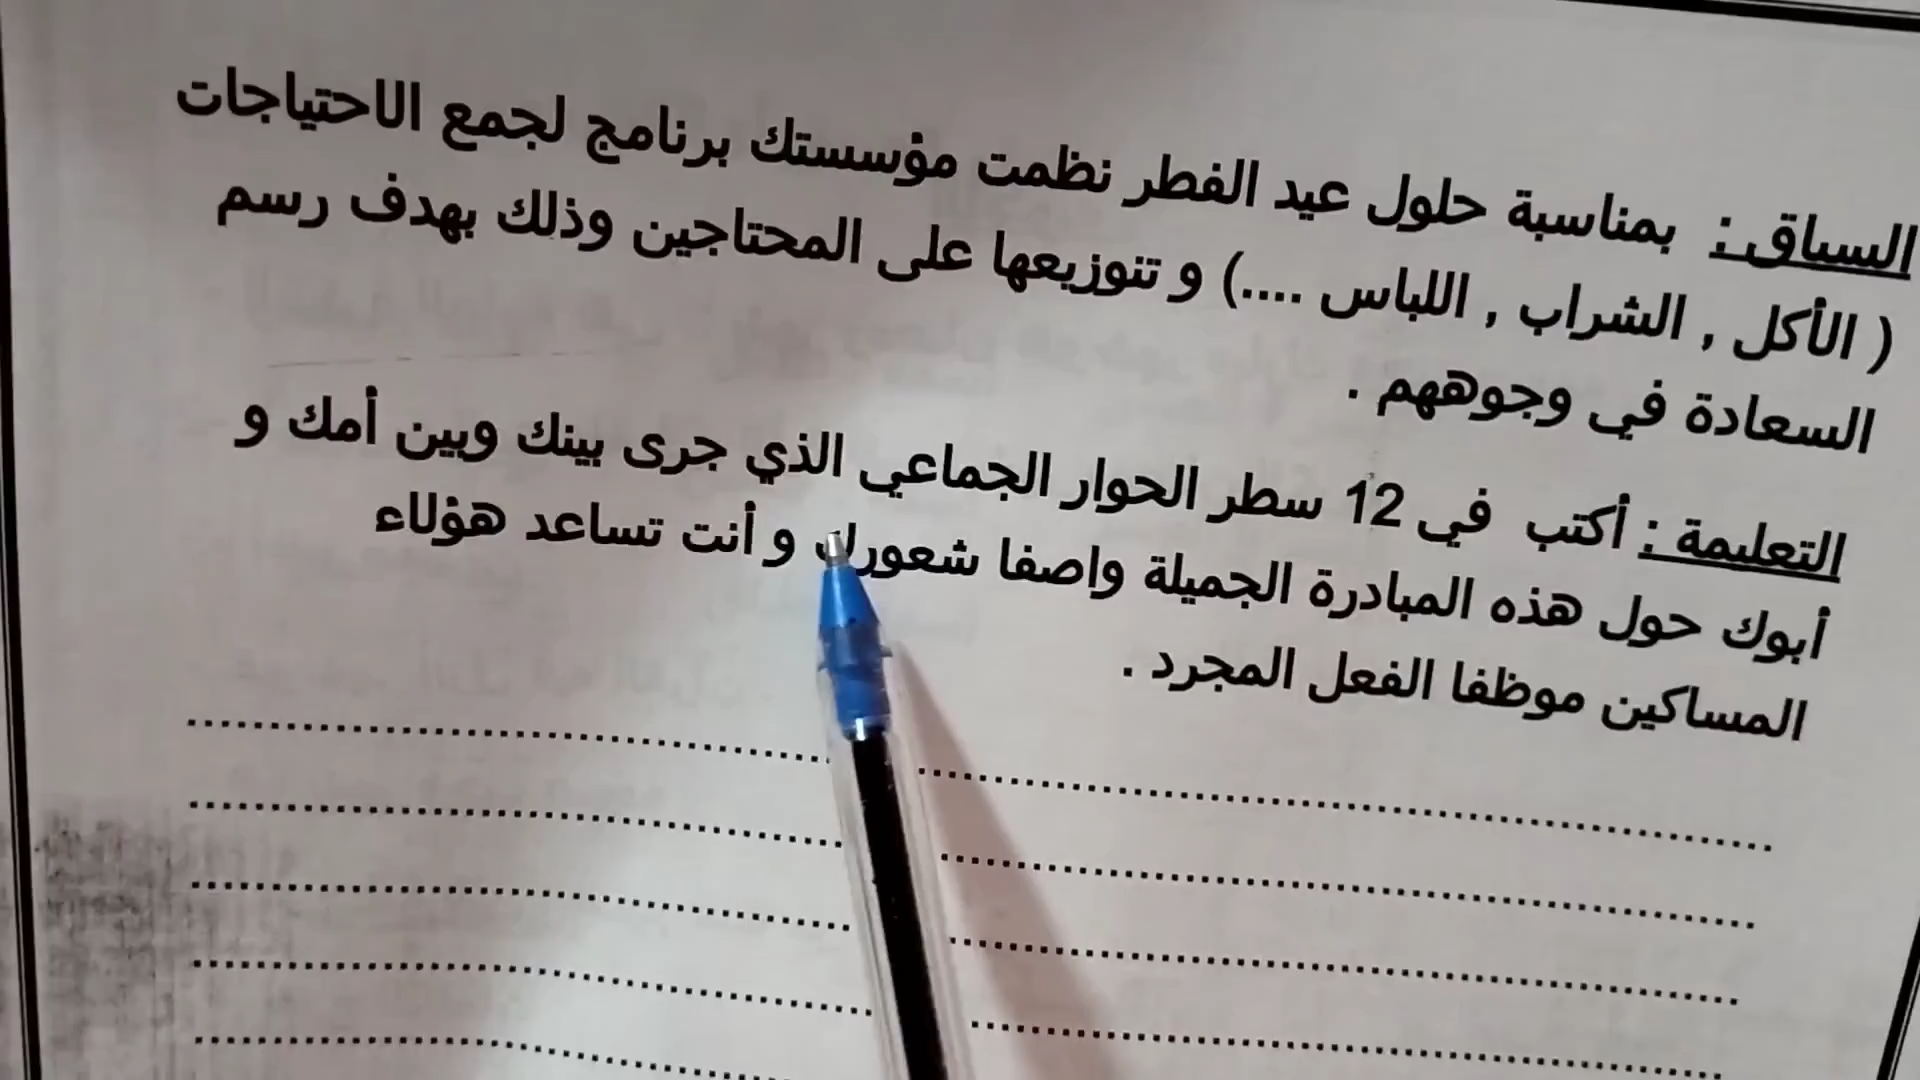 السياق : بمناسبة حلول عيد الفطر نظمت مؤسستك برنامج لجمع الاحتياجات
( الأكل , الشراب , اللباس ....) و تنوزيعها على المحتاجين وذلك بهدف رسم
السعادة في وجوههم .
التعليمة : أكتب في 12 سطر الحوار الجماعي الذي جرى بينك وبين أمك و
أبوك حول هذه المبادرة الجميلة واصفا شعورك و أنت تساعد هؤلاء
المساكين موظفا الفعل المجرد .